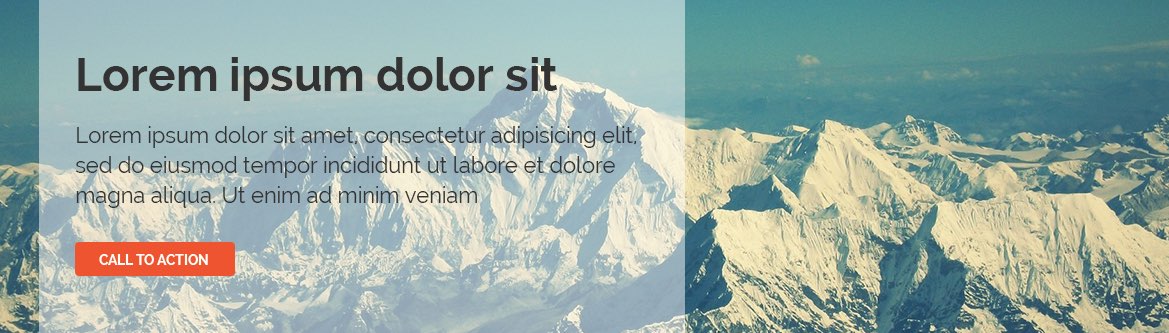 Lorem ipsum dolor sit
Lorem ipsum dolor sit amet, consectetur adipisicing elit,
sed do eiusmod tempor incididunt ut labore et dolore
magna aliqua. Ut enim ad minim veniam
CALL TO ACTION